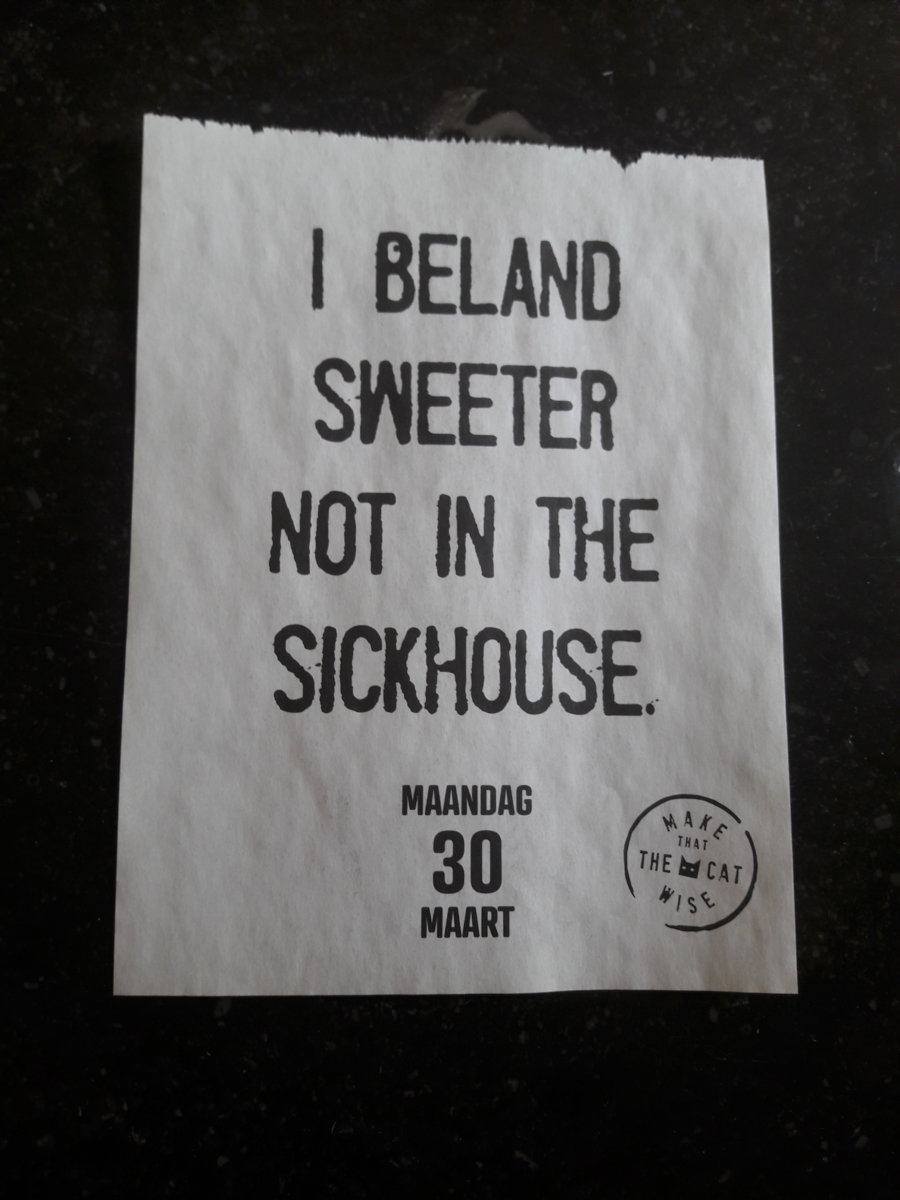 I BELAND
SWEETER
NOT IN THE
SICKHOUSE.
MAANDAG
30
MAART
MAKE
THAT
THE CAT
WISE